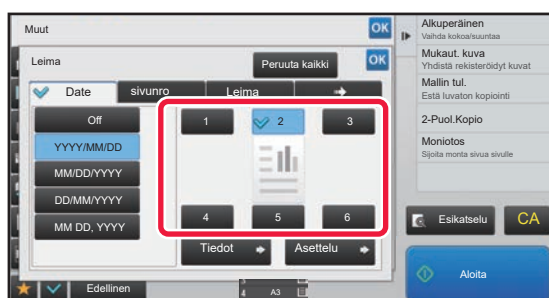 Muut
OK
Leima
Peruuta kaikki
OK
Date
sivunro
Leima
Off
YYYY/MM/DD
MM/DD/YYYY
DD/MM/YYYY
MM DD, YYYY
1
2
3
4
5
6
Tiedot
Asettelu
Edellinen
4
A3
Alkuperäinen
Vaihda kokoa/suuntaa
Mukaut. kuva
Yhdistä rekisteröidyt kuvat
Mallin tul.
Estä luvaton kopiointi
2-Puol.Kopio
Moniotos
Sijoita monta sivua sivulle
Esikatselu
CA
Aloita